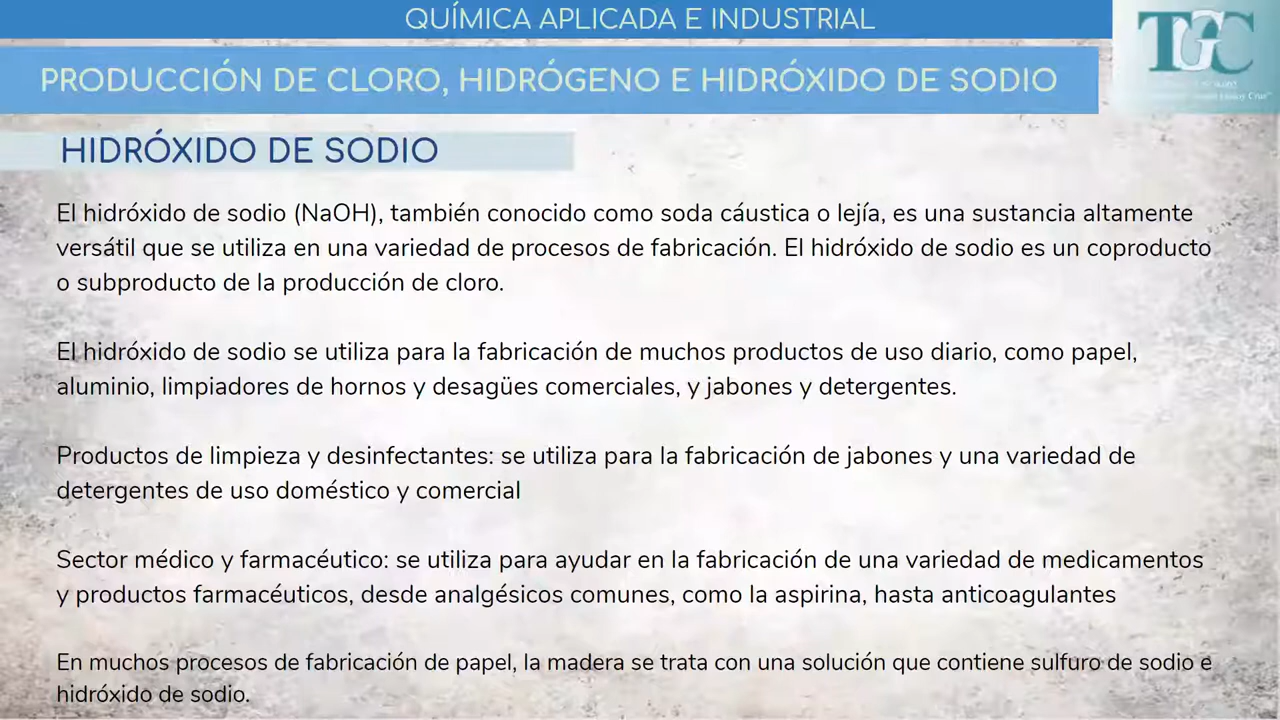 QUÍMICA APLICADA E INDUSTRIAL
TGC
PRODUCCIÓN DE CLORO, HIDRÓGENO E HIDRÓXIDO DE SODIO
HIDRÓXIDO DE SODIO
El hidróxido de sodio (NaOH), también conocido como soda cáustica o lejía, es una sustancia altamente
versátil que se utiliza en una variedad de procesos de fabricación. El hidróxido de sodio es un coproducto
o subproducto de la producción de cloro.
El hidróxido de sodio se utiliza para la fabricación de muchos productos de uso diario, como papel,
aluminio, limpiadores de hornos y desagües comerciales, y jabones y detergentes.
Productos de limpieza y desinfectantes: se utiliza para la fabricación de jabones y una variedad de
detergentes de uso doméstico y comercial
Sector médico y farmacéutico: se utiliza para ayudar en la fabricación de una variedad de medicamentos
y productos farmacéuticos, desde analgésicos comunes, como la aspirina, hasta anticoagulantes
En muchos procesos de fabricación de papel, la madera se trata con una solución que contiene sulfuro de sodio e
hidróxido de sodio.